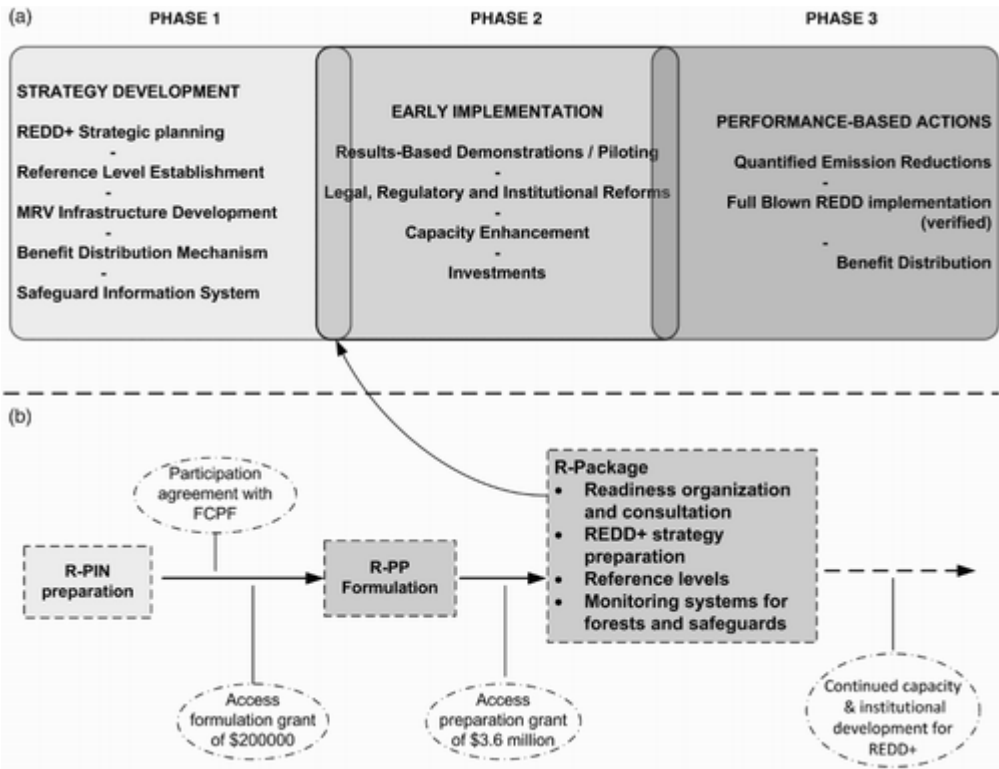 (a)
PHASE 1
PHASE 2
PHASE 3
STRATEGY DEVELOPMENT
REDD+ Strategic planning
-
Reference Level Establishment
-
MRV Infrastructure Development
-
Benefit Distribution Mechanism
-
Safeguard Information System
EARLY IMPLEMENTATION
Results-Based Demonstrations / Piloting
-
Legal, Regulatory and Institutional Reforms
-
Capacity Enhancement
-
Investments
PERFORMANCE-BASED ACTIONS
Quantified Emission Reductions
-
Full Blown REDD implementation
(verified)
-
Benefit Distribution
(b)
Participation
agreement with
FCPF
R-PIN
preparation
Access
formulation grant
of $200000
R-PP
Formulation
Access
preparation grant
of $3.6 million
R-Package
• Readiness organization
and consultation
• REDD+ strategy
preparation
• Reference levels
• Monitoring systems for
forests and safeguards
Continued capacity
& institutional
development for
REDD+